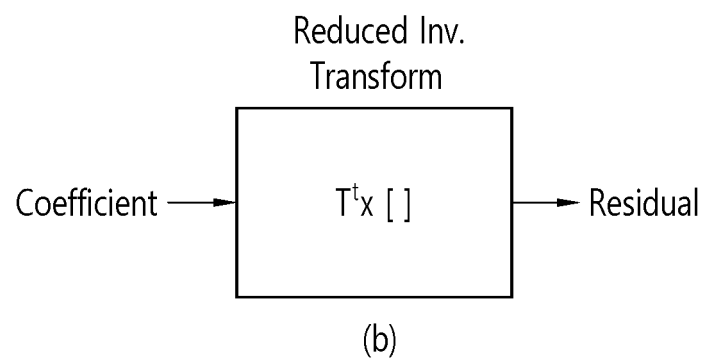 Reduced Inv.
Transform
Coefficient
Tᵗx [ ]
Residual
(b)